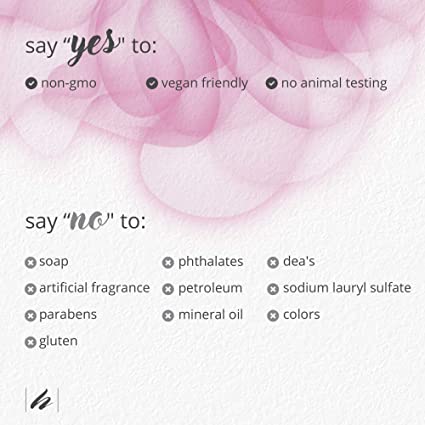 say “yes" to:
non-gmo vegan friendly no animal testing
say “no" to:
soap phthalates dea's
artificial fragrance petroleum sodium lauryl sulfate
parabens mineral oil colors
gluten
h